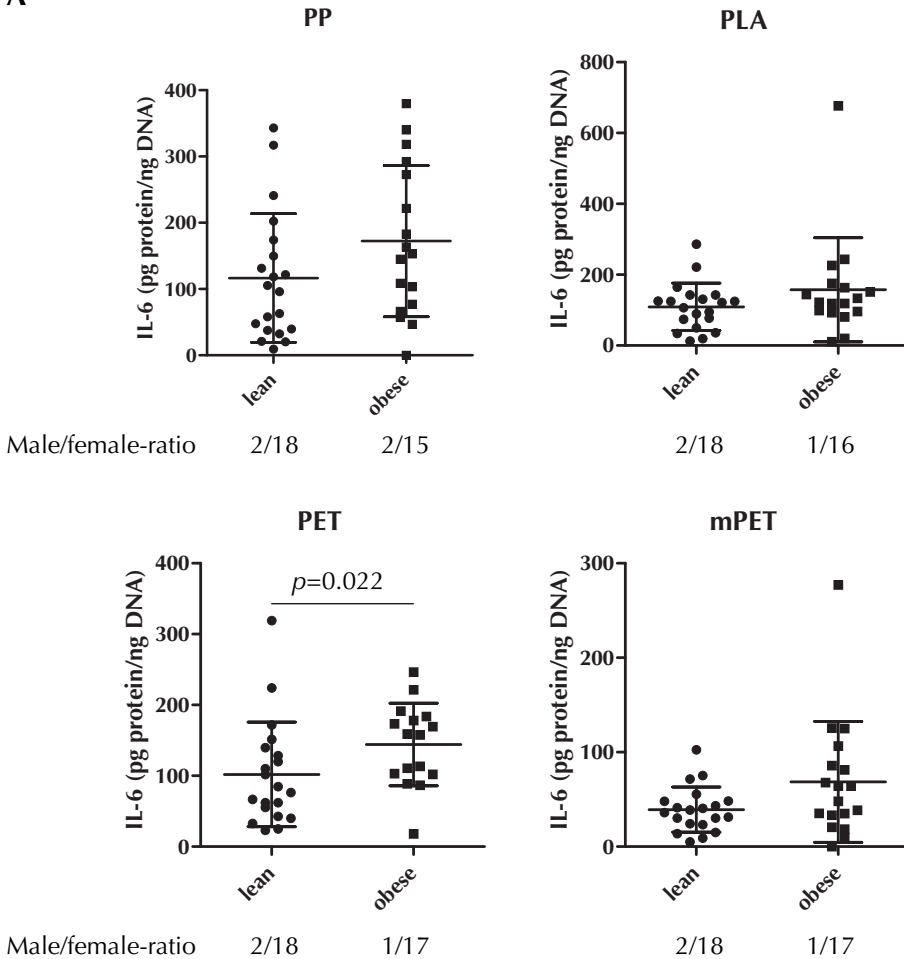 A
PP
IL-6 (pg protein/ng DNA)
400
300
200
100
0
lean
obese
PLA
IL-6 (pg protein/ng DNA)
800
600
400
200
0
lean
obese
Male/female-ratio 2/18 2/15 2/18 1/16
PET
IL-6 (pg protein/ng DNA)
400
300
200
100
0
p=0.022
lean
obese
mPET
IL-6 (pg protein/ng DNA)
300
200
100
0
lean
obese
Male/female-ratio 2/18 1/17 2/18 1/17